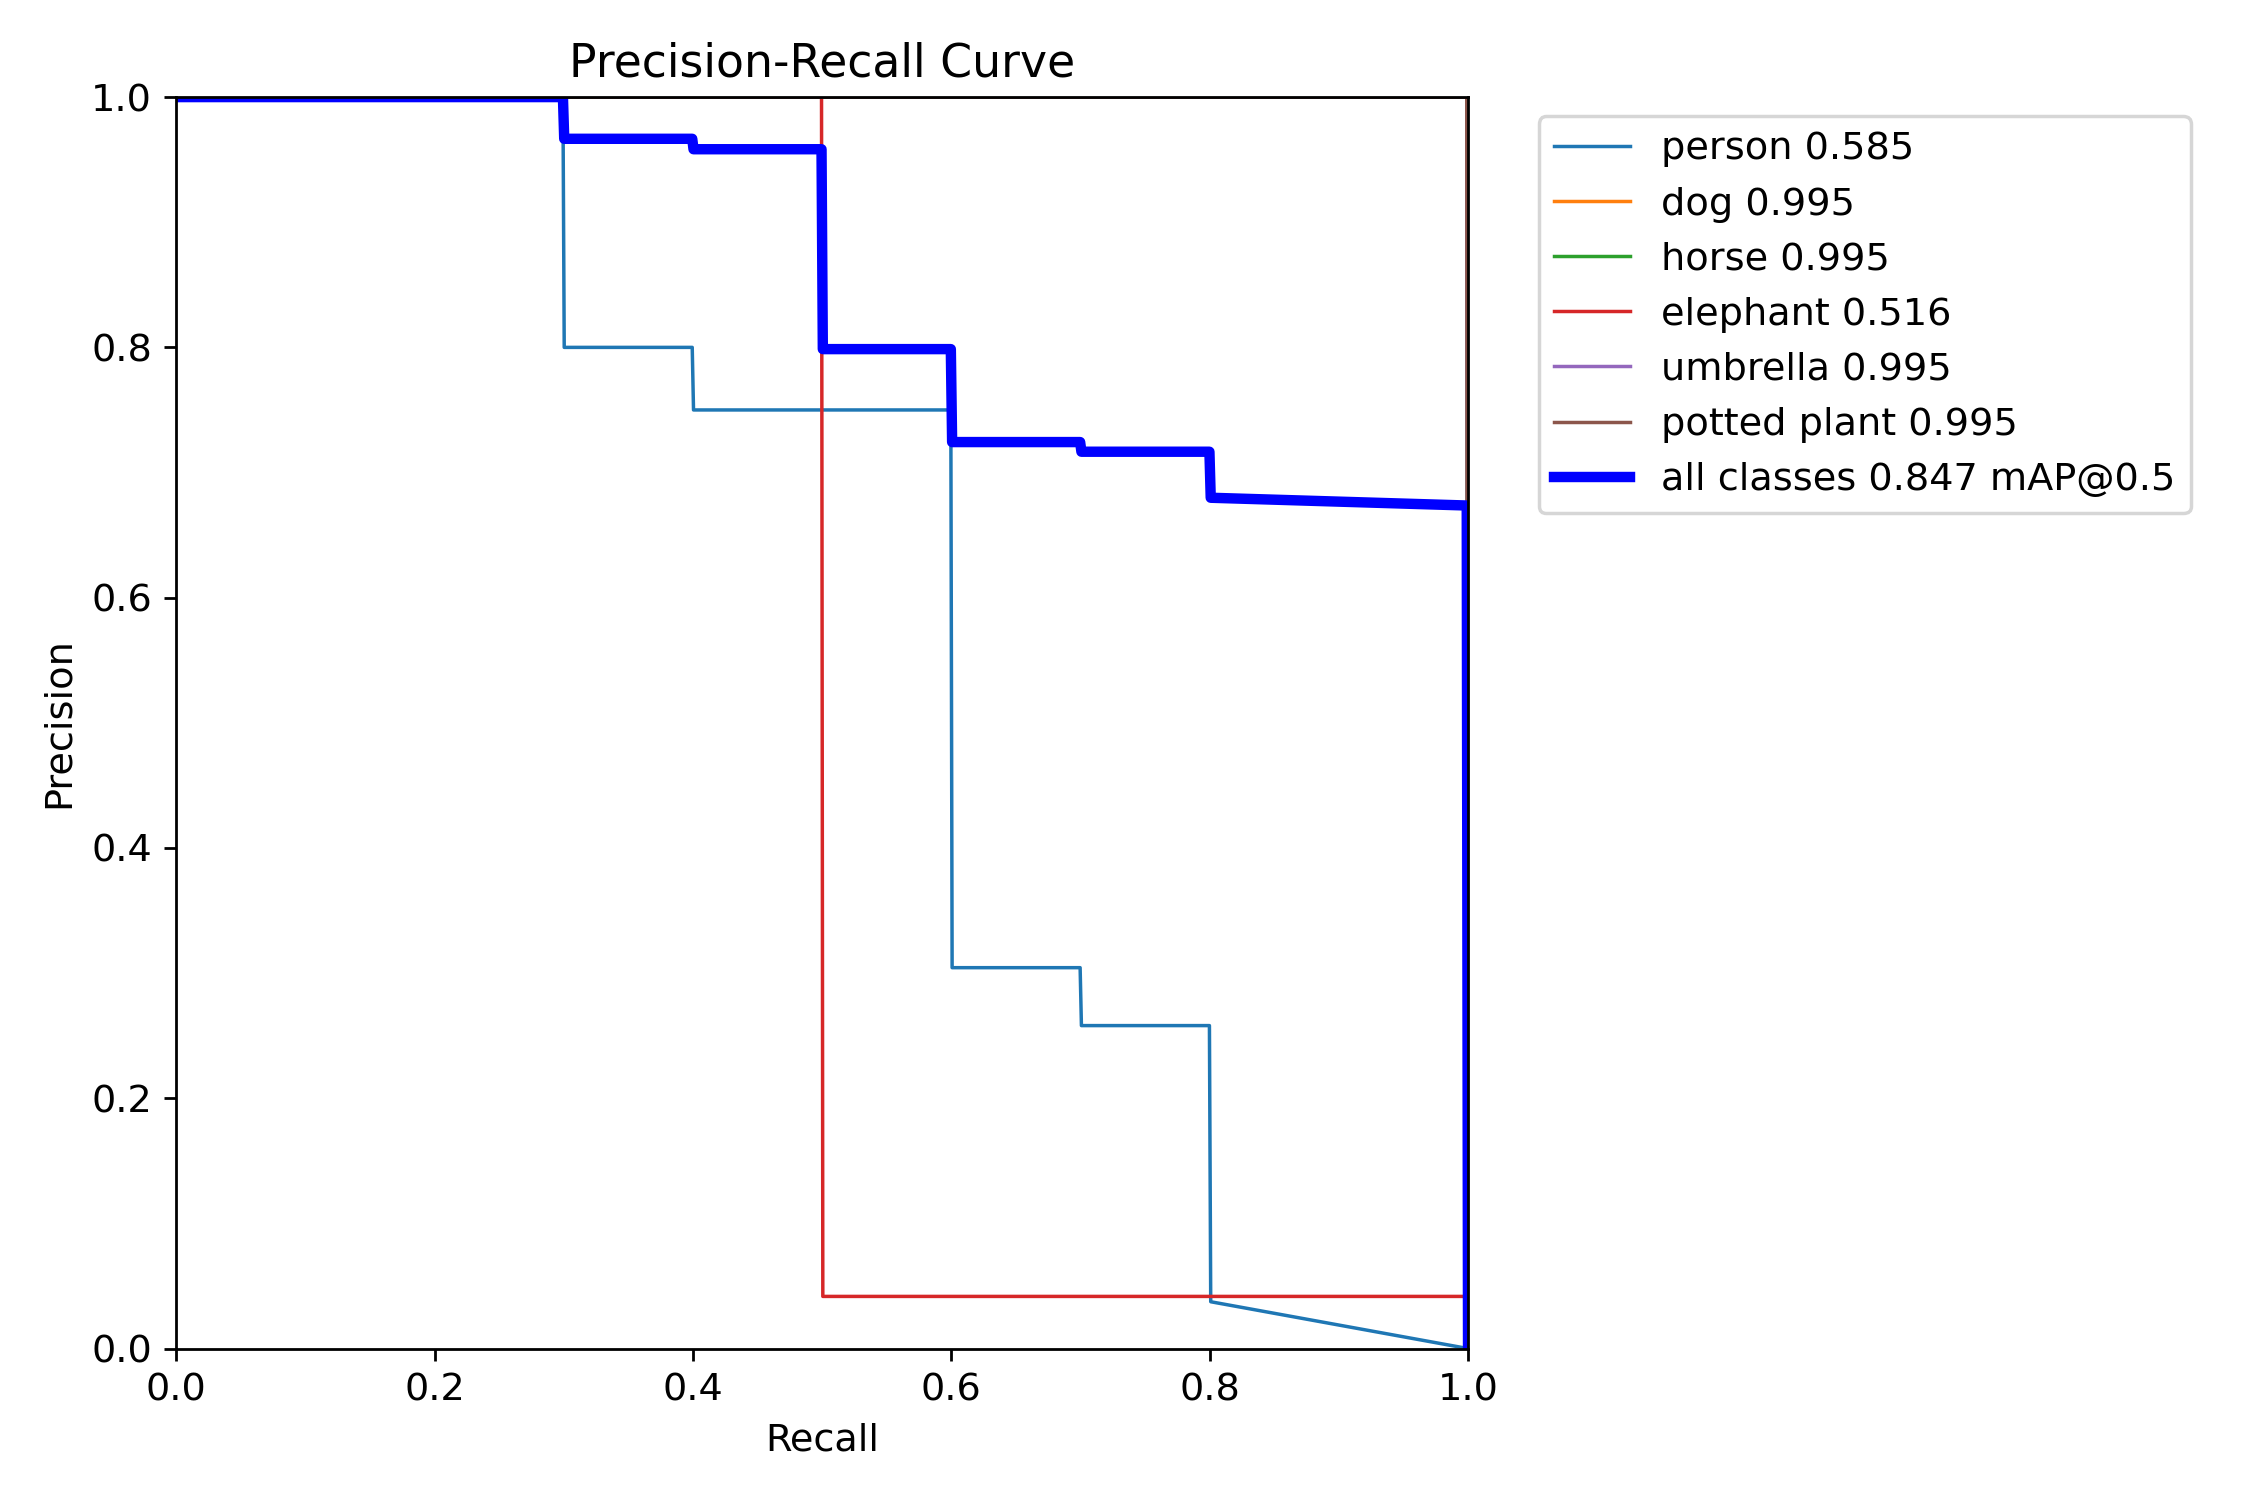 Precision-Recall Curve
1.0
0.8
0.6
0.4
0.2
0.0
Precision
0.0 0.2 0.4 0.6 0.8 1.0
Recall
person 0.585
dog 0.995
horse 0.995
elephant 0.516
umbrella 0.995
potted plant 0.995
all classes 0.847 mAP@0.5